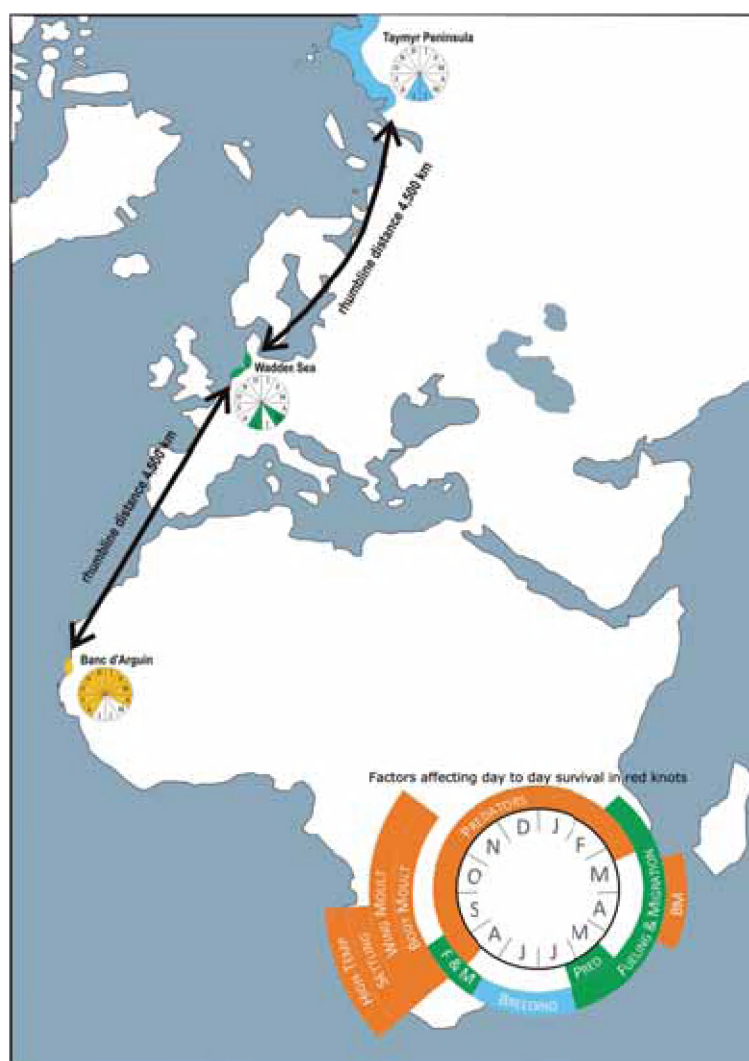 Taymyr Peninsula
rhumbline distance 4,500 km
Wadden Sea
rhumbline distance 4,500 km
Banc d'Arguin
Factors affecting day to day survival in red knots
PREDATORS
D
J
F
M
A
M
J
J
A
S
O
N
FUELING & MIGRATION
BM
PRED
BREEDING
F & M
WING MOULT
BODY MOULT
HIGH TEMP
SETTLING